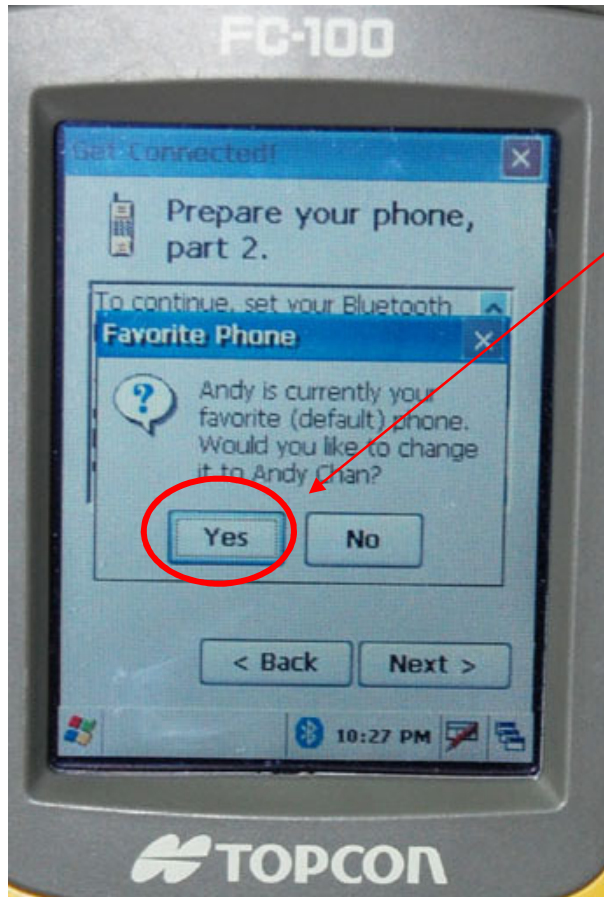 FC-100
Get Connected!
Prepare your phone,
part 2.
To continue, set your Bluetooth
Favorite Phone
Andy is currently your
favorite (default) phone.
Would you like to change
it to Andy Chan?
Yes
No
< Back
Next >
10:27 PM
TOPCON